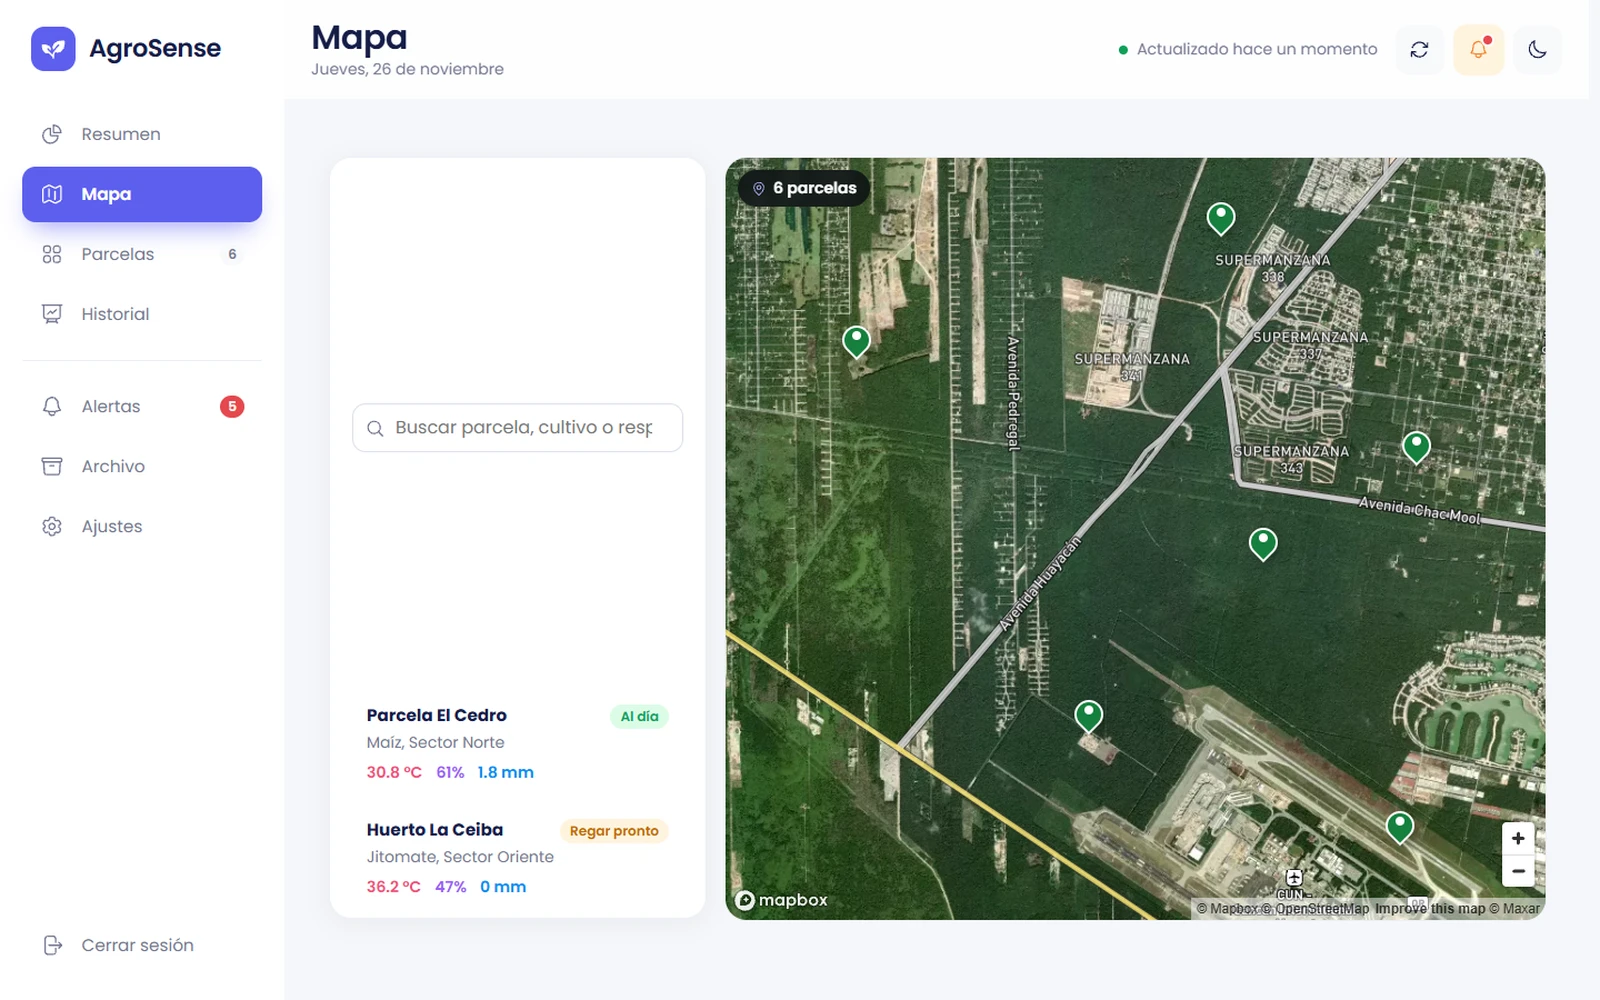 AgroSense
Resumen
Mapa
Parcelas 6
Historial
Alertas 5
Archivo
Ajustes
Cerrar sesión
Mapa
Jueves, 26 de noviembre
Actualizado hace un momento
Buscar parcela, cultivo o resp
Parcela El Cedro
Al día
Maíz, Sector Norte
30.8 °C 61% 1.8 mm
Huerto La Ceiba
Regar pronto
Jitomate, Sector Oriente
36.2 °C 47% 0 mm
6 parcelas
SUPERMANZANA
338
SUPERMANZANA
337
SUPERMANZANA
341
Avenida Pedregal
SUPERMANZANA
343
Avenida Chac Mool
Avenida Huayacán
+
−
CUN
mapbox
© Mapbox © OpenStreetMap Improve this map © Maxar